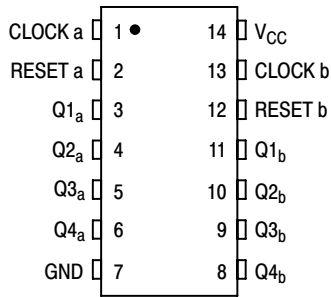 CLOCK a 1 14 VCC
RESET a 2 13 CLOCK b
Q1a 3 12 RESET b
Q2a 4 11 Q1b
Q3a 5 10 Q2b
Q4a 6 9 Q3b
GND 7 8 Q4b